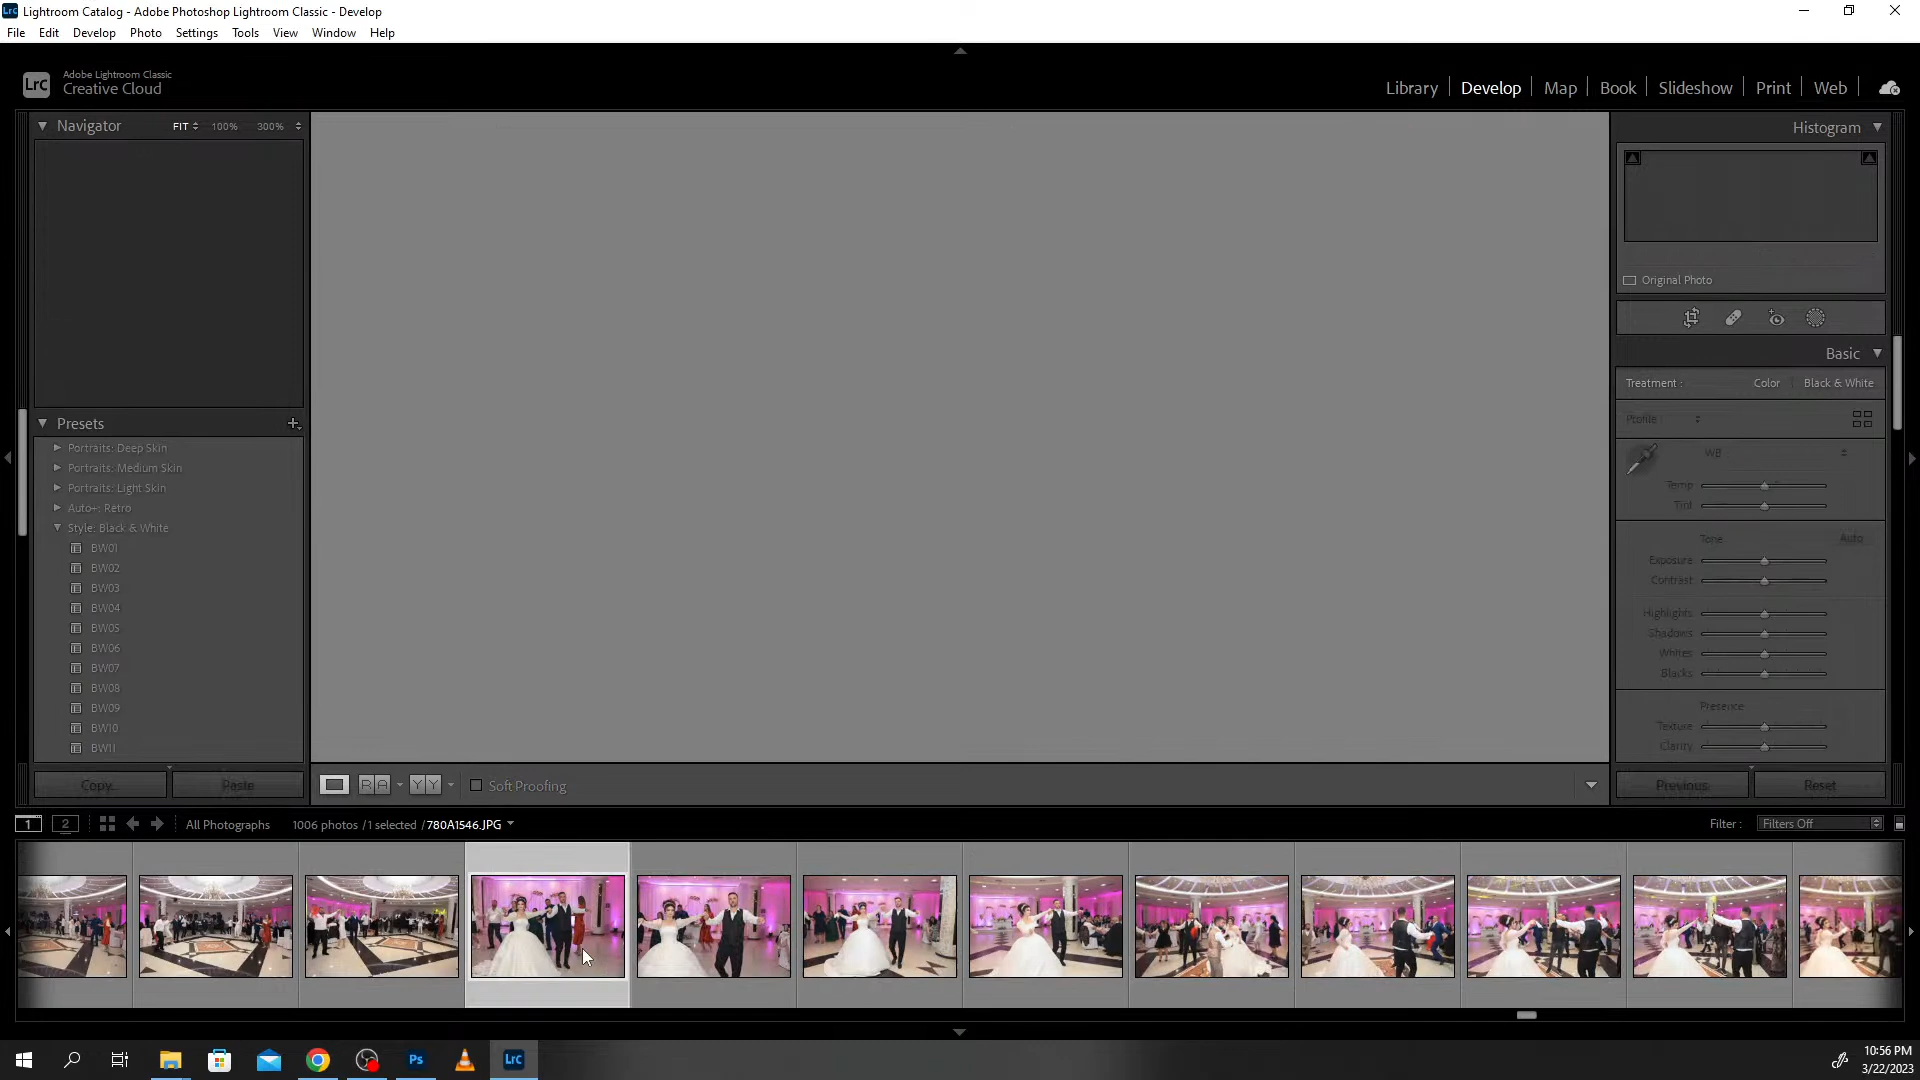 Lrc Lightroom Catalog - Adobe Photoshop Lightroom Classic - Develop
File Edit Develop Photo Settings Tools View Window Help
Lrc Adobe Lightroom Classic
Creative Cloud
Library Develop Map Book Slideshow Print Web
Navigator FIT 100% 300%
Histogram
Original Photo
Basic
Treatment : Color Black & White
Profile :
WB
Temp
Tint
Tone Auto
Exposure
Contrast
Highlights
Shadows
Whites
Blacks
Presence
Texture
Clarity
Presets
Portraits: Deep Skin
Portraits: Medium Skin
Portraits: Light Skin
Auto+: Retro
Style: Black & White
BW01
BW02
BW03
BW04
BW05
BW06
BW07
BW08
BW09
BW10
BW11
Copy... Paste
R A Y Y Soft Proofing
Previous Reset
1 2 All Photographs 1006 photos / 1 selected / 780A1546.JPG
Filter : Filters Off
Ps Lrc
10:56 PM
3/22/2023